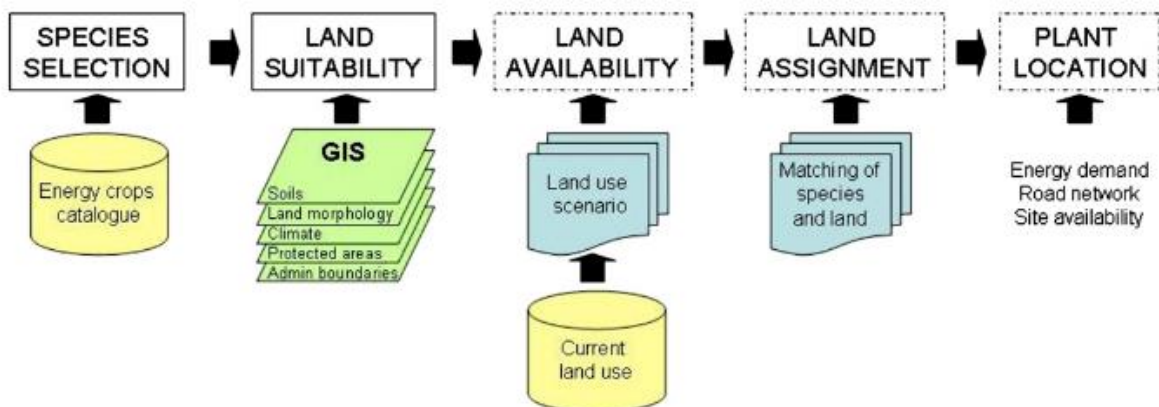 SPECIES
SELECTION
LAND
SUITABILITY
LAND
AVAILABILITY
LAND
ASSIGNMENT
PLANT
LOCATION
Energy crops
catalogue
GIS
Soils
Land morphology
Climate
Protected areas
Admin boundaries
Land use
scenario
Matching of
species
and land
Energy demand
Road network
Site availability
Current
land use